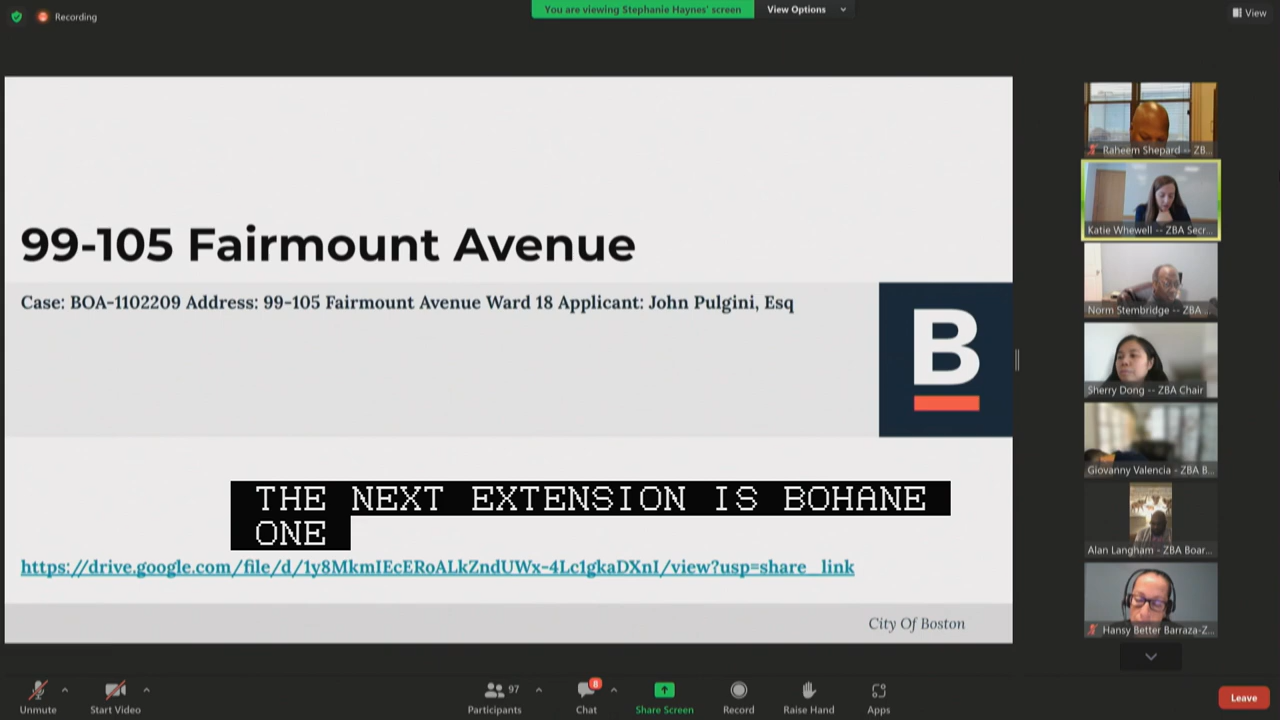 Recording
You are viewing Stephanie Haynes' screen
View Options
View
99-105 Fairmount Avenue
Case: BOA-1102209 Address: 99-105 Fairmount Avenue Ward 18 Applicant: John Pulgini, Esq
B
THE NEXT EXTENSION IS BOHANE
ONE
https://drive.google.com/file/d/1y8MkmIEcERoALkZndUWx-4Lc1gkaDXnI/view?usp=share_link
City Of Boston
Raheem Shepard -- ZB...
Katie Whewell -- ZBA Secr...
Norm Stembridge -- ZBA ...
Sherry Dong -- ZBA Chair
Giovanny Valencia - ZBA B...
Alan Langham - ZBA Boar...
Hansy Better Barraza-Z...
Unmute
Start Video
97
Participants
8
Chat
Share Screen
Record
Raise Hand
Apps
Leave